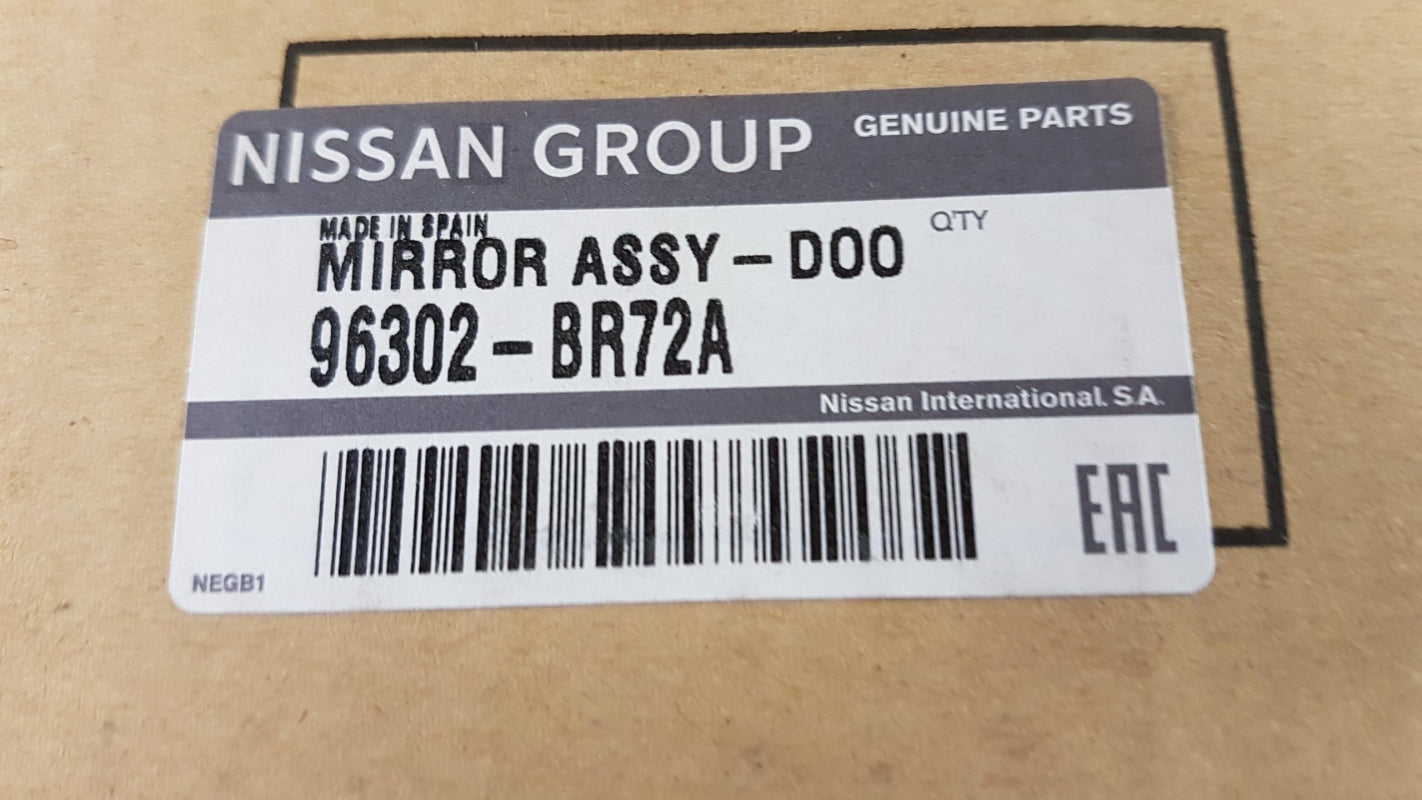 NISSAN GROUP GENUINE PARTS
MADE IN SPAIN
MIRROR ASSY-DOO Q'TY
96302-BR72A
Nissan International. S.A.
EAC
NEGB1